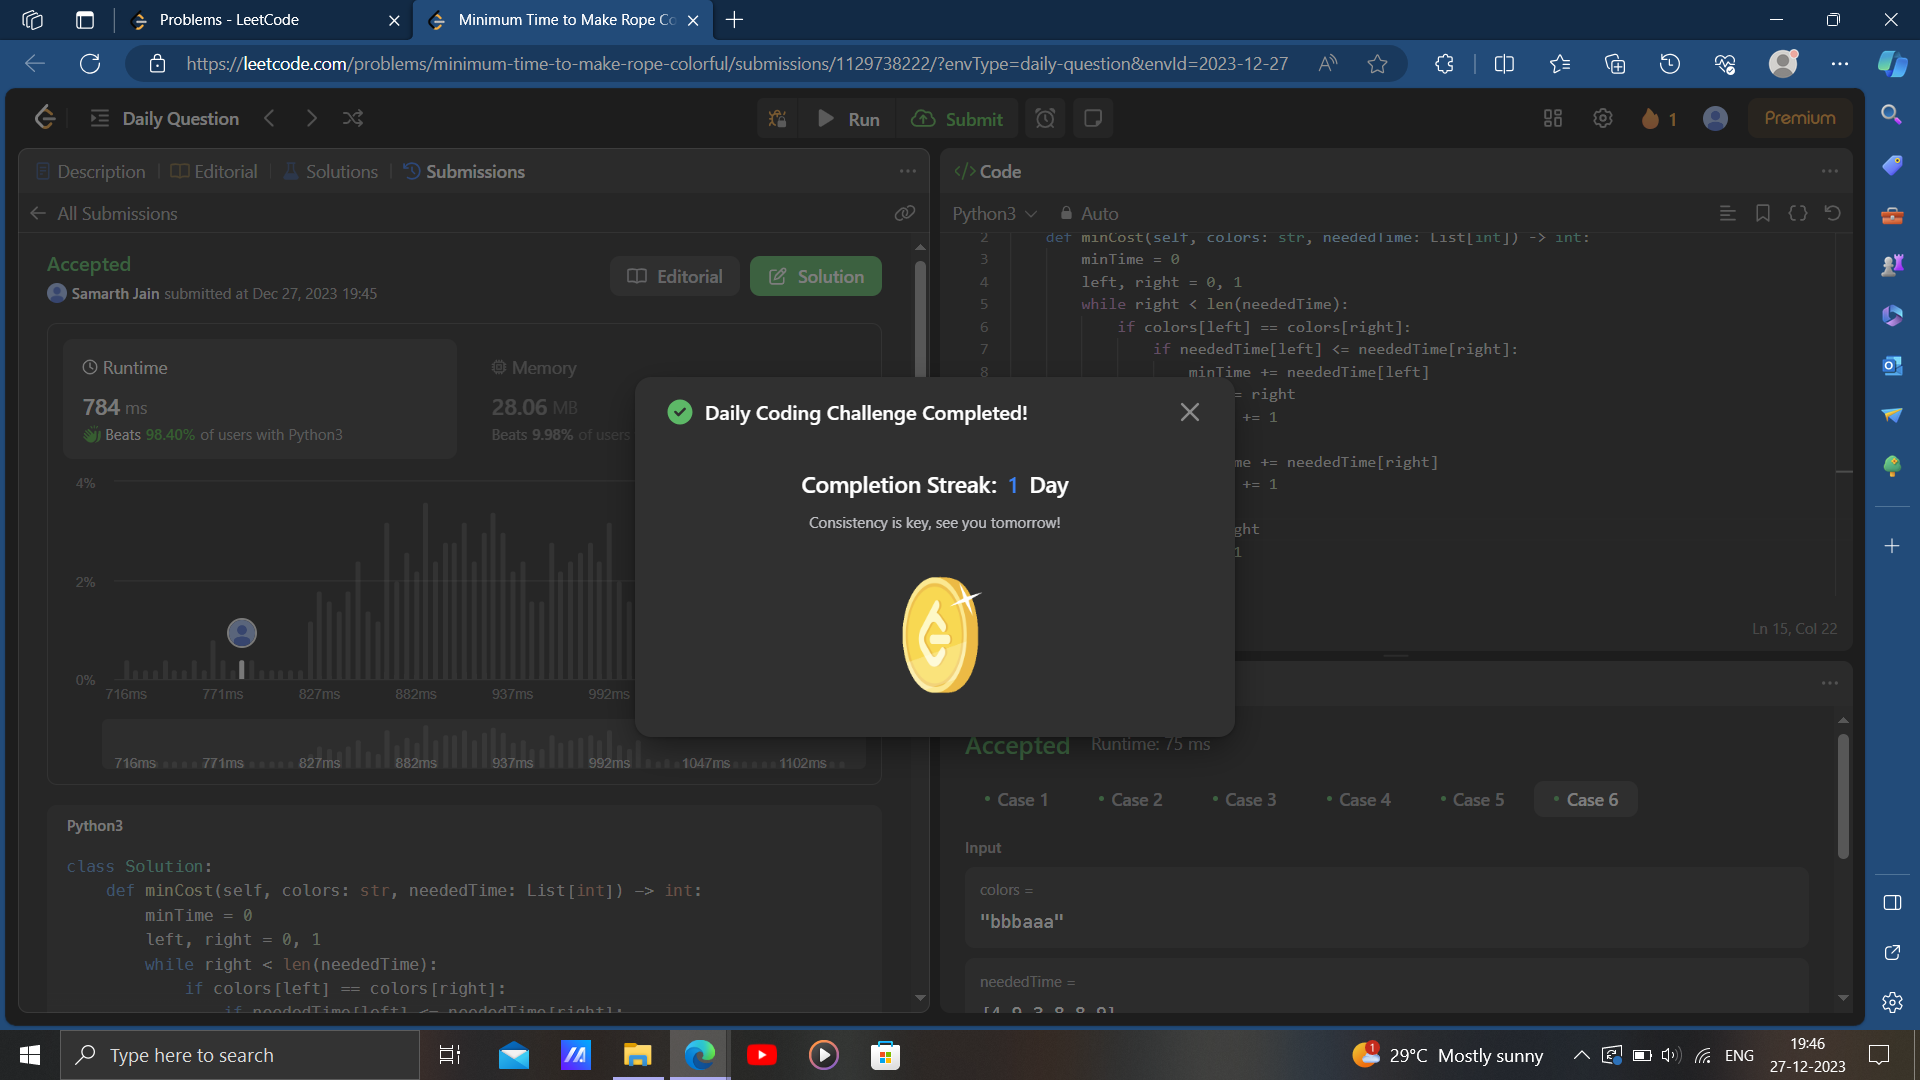 Problems - LeetCode
Minimum Time to Make Rope Co
https://leetcode.com/problems/minimum-time-to-make-rope-colorful/submissions/1129738222/?envType=daily-question&envId=2023-12-27
Daily Question
Run
Submit
1
Premium
Description
Editorial
Solutions
Submissions
All Submissions
Accepted
Samarth Jain submitted at Dec 27, 2023 19:45
Editorial
Solution
Runtime
784 ms
Beats 98.40% of users with Python3
Memory
28.06 MB
Beats 9.98% of users
4%
2%
0%
716ms 771ms 827ms 882ms 937ms 992ms
716ms 771ms 827ms 882ms 937ms 992ms 1047ms 1102ms
Python3
class Solution:
def minCost(self, colors: str, neededTime: List[int]) -> int:
minTime = 0
left, right = 0, 1
while right < len(neededTime):
if colors[left] == colors[right]:
if neededTime[left] <= neededTime[right]:
Daily Coding Challenge Completed!
Completion Streak: 1 Day
Consistency is key, see you tomorrow!
</> Code
Python3
Auto
2 def minCost(self, colors: str, neededTime: List[int]) -> int:
3 minTime = 0
4 left, right = 0, 1
5 while right < len(neededTime):
6 if colors[left] == colors[right]:
7 if neededTime[left] <= neededTime[right]:
8 minTime += neededTime[left]
= right
+= 1
me += neededTime[right]
+= 1
ght
1
Ln 15, Col 22
Accepted Runtime: 75 ms
Case 1 Case 2 Case 3 Case 4 Case 5 Case 6
Input
colors =
"bbbaaa"
neededTime =
[4,9,3,8,8,9]
Type here to search
1
29°C Mostly sunny
ENG
19:46
27-12-2023